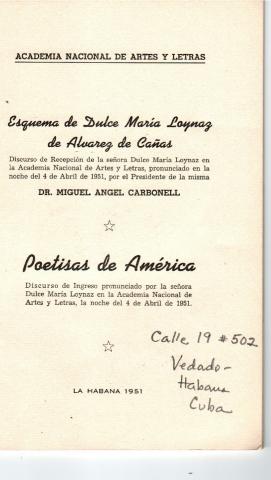 ACADEMIA NACIONAL DE ARTES Y LETRAS
Esquema de Dulce María Loynaz
de Alvarez de Cañas
Discurso de Recepción de la señora Dulce María Loynaz en
la Academia Nacional de Artes y Letras, pronunciado en la
noche del 4 de Abril de 1951, por el Presidente de la misma
DR. MIGUEL ANGEL CARBONELL
Poetisas de América
Discurso de Ingreso pronunciado por la señora
Dulce María Loynaz en la Academia Nacional de
Artes y Letras, la noche del 4 de Abril de 1951.
Calle 19 # 502
Vedado-
Habana
Cuba
LA HABANA 1951